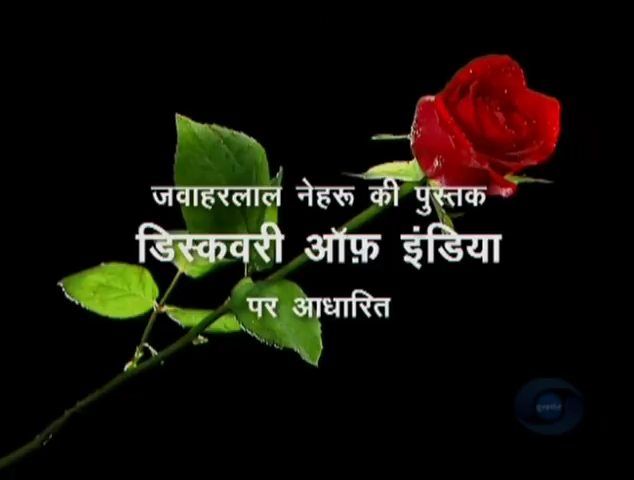 जवाहरलाल नेहरू की पुस्तक
डिस्कवरी ऑफ़ इंडिया
पर आधारित